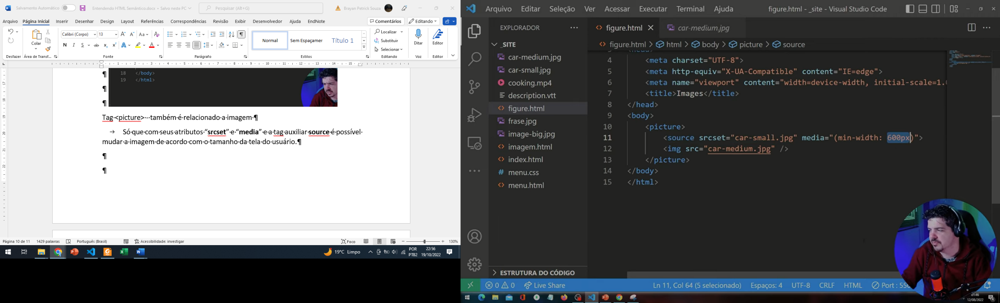 Salvamento Automático
Entendendo HTML Semântico.docx • Salvo neste PC
Pesquisar (Alt+G)
Brayan Petrick Souza
Arquivo Página Inicial Inserir Desenhar Design Layout Referências Correspondências Revisão Exibir Desenvolvedor Ajuda EndNote
Comentários
Editando
Colar
Calibri (Corpo) 13
Normal
Sem Espaçamer
Título 1
Localizar
Substituir
Selecionar
Ditar
Editor
Desfazer Área de Transf... Fonte Parágrafo Estilos Editando Voz Editor
18 </body>
19 </html>
Tag·<picture>·-·também·é·relacionado·a·imagem·¶
→ Só·que·com·seus·atributos·“srcset”·e·“media”·e·a·tag·auxiliar·source·é·possível·
mudar·a·imagem·de·acordo·com·o·tamanho·da·tela·do·usuário.¶
¶
¶
Página 10 de 11 1429 palavras Português (Brasil) Acessibilidade: investigar Foco 130%
19°C Limpo
POR
PTB2
22:56
19/10/2022
Arquivo Editar Seleção Ver Acessar Executar Terminal Ajuda
figure.html - _site - Visual Studio Code
EXPLORADOR
figure.html
car-medium.jpg
figure.html > html > body > picture > source
_SITE
car-medium.jpg
car-small.jpg
cooking.mp4
description.vtt
figure.html
frase.jpg
image-big.jpg
imagem.html
index.html
menu.css
menu.html
4 <meta charset="UTF-8">
5 <meta http-equiv="X-UA-Compatible" content="IE=edge">
6 <meta name="viewport" content="width=device-width, initial-scale=1.
7 <title>Images</title>
8 </head>
9 <body>
10 <picture>
11 <source srcset="car-small.jpg" media="(min-width: 600px)">
12 <img src="car-medium.jpg" />
13 </picture>
14 </body>
15 </html>
ESTRUTURA DO CÓDIGO
0 0 Live Share
Ln 11, Col 64 (5 selecionado) Espaços: 4 UTF-8 CRLF HTML Port : 550
01:46
12/08/2022